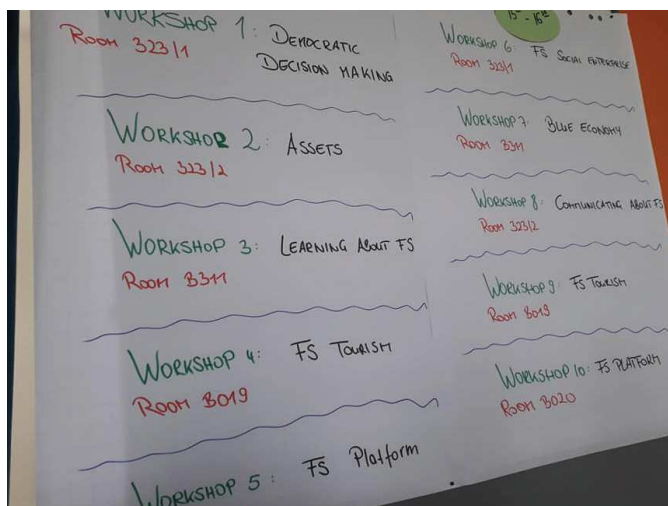 WORKSHOP 1: DEMOCRATIC
DECISION MAKING
ROOM 323/1
WORKSHOP 2: ASSETS
ROOM 323/2
WORKSHOP 3: LEARNING ABOUT FS
ROOM B311
WORKSHOP 4: FS TOURISM
ROOM B019
WORKSHOP 5: FS Platform
WORKSHOP 6: FS SOCIAL ENTERPRISE
ROOM 323/1
WORKSHOP 7: BLUE ECONOMY
ROOM B311
WORKSHOP 8: COMMUNICATING ABOUT FS
ROOM 323/2
WORKSHOP 9: FS TOURISM
ROOM B019
WORKSHOP 10: FS PLATFORM
ROOM B020